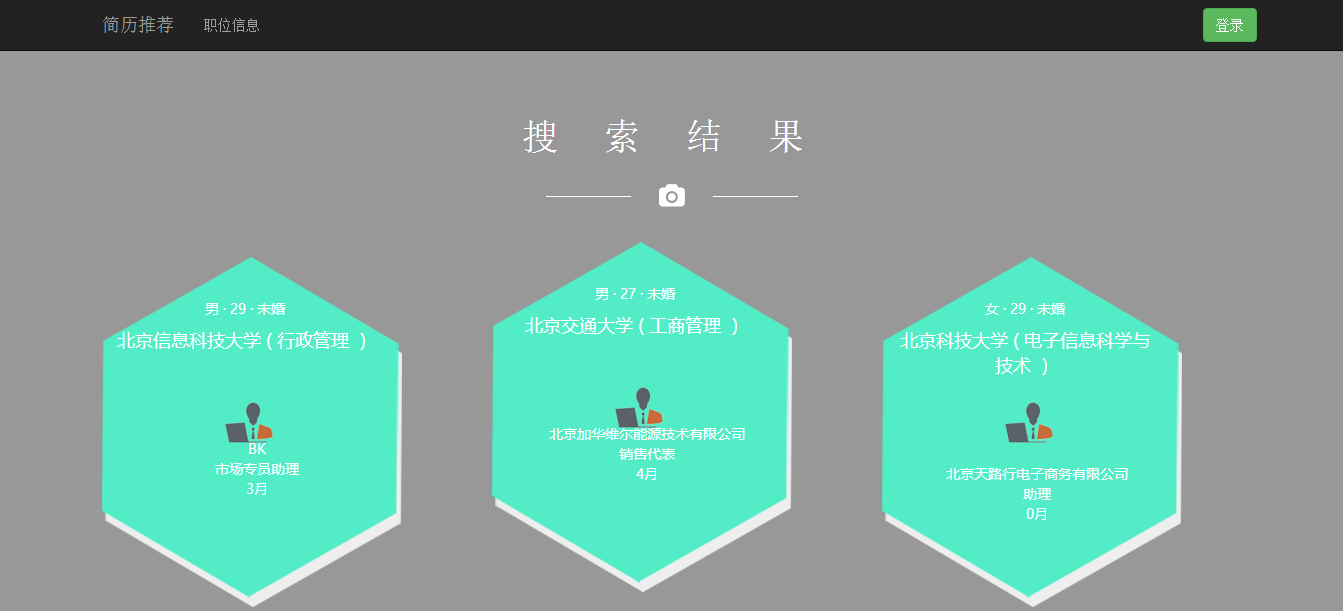 简历推荐 职位信息 登录
搜 索 结 果
男 · 29 · 未婚
北京信息科技大学 ( 行政管理 )
BK
市场专员助理
3月
男 · 27 · 未婚
北京交通大学 ( 工商管理 )
北京加华维尔能源技术有限公司
销售代表
4月
女 · 29 · 未婚
北京科技大学 ( 电子信息科学与
技术 )
北京天路行电子商务有限公司
助理
0月